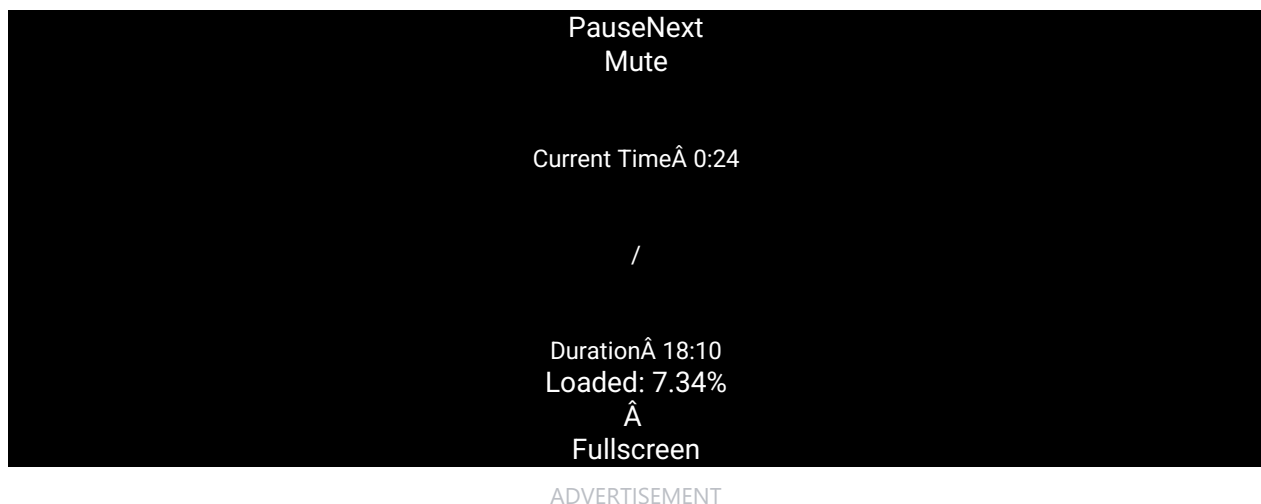 PauseNext
Mute
Current TimeÂ 0:24
/
DurationÂ 18:10
Loaded: 7.34%
Â
Fullscreen
ADVERTISEMENT